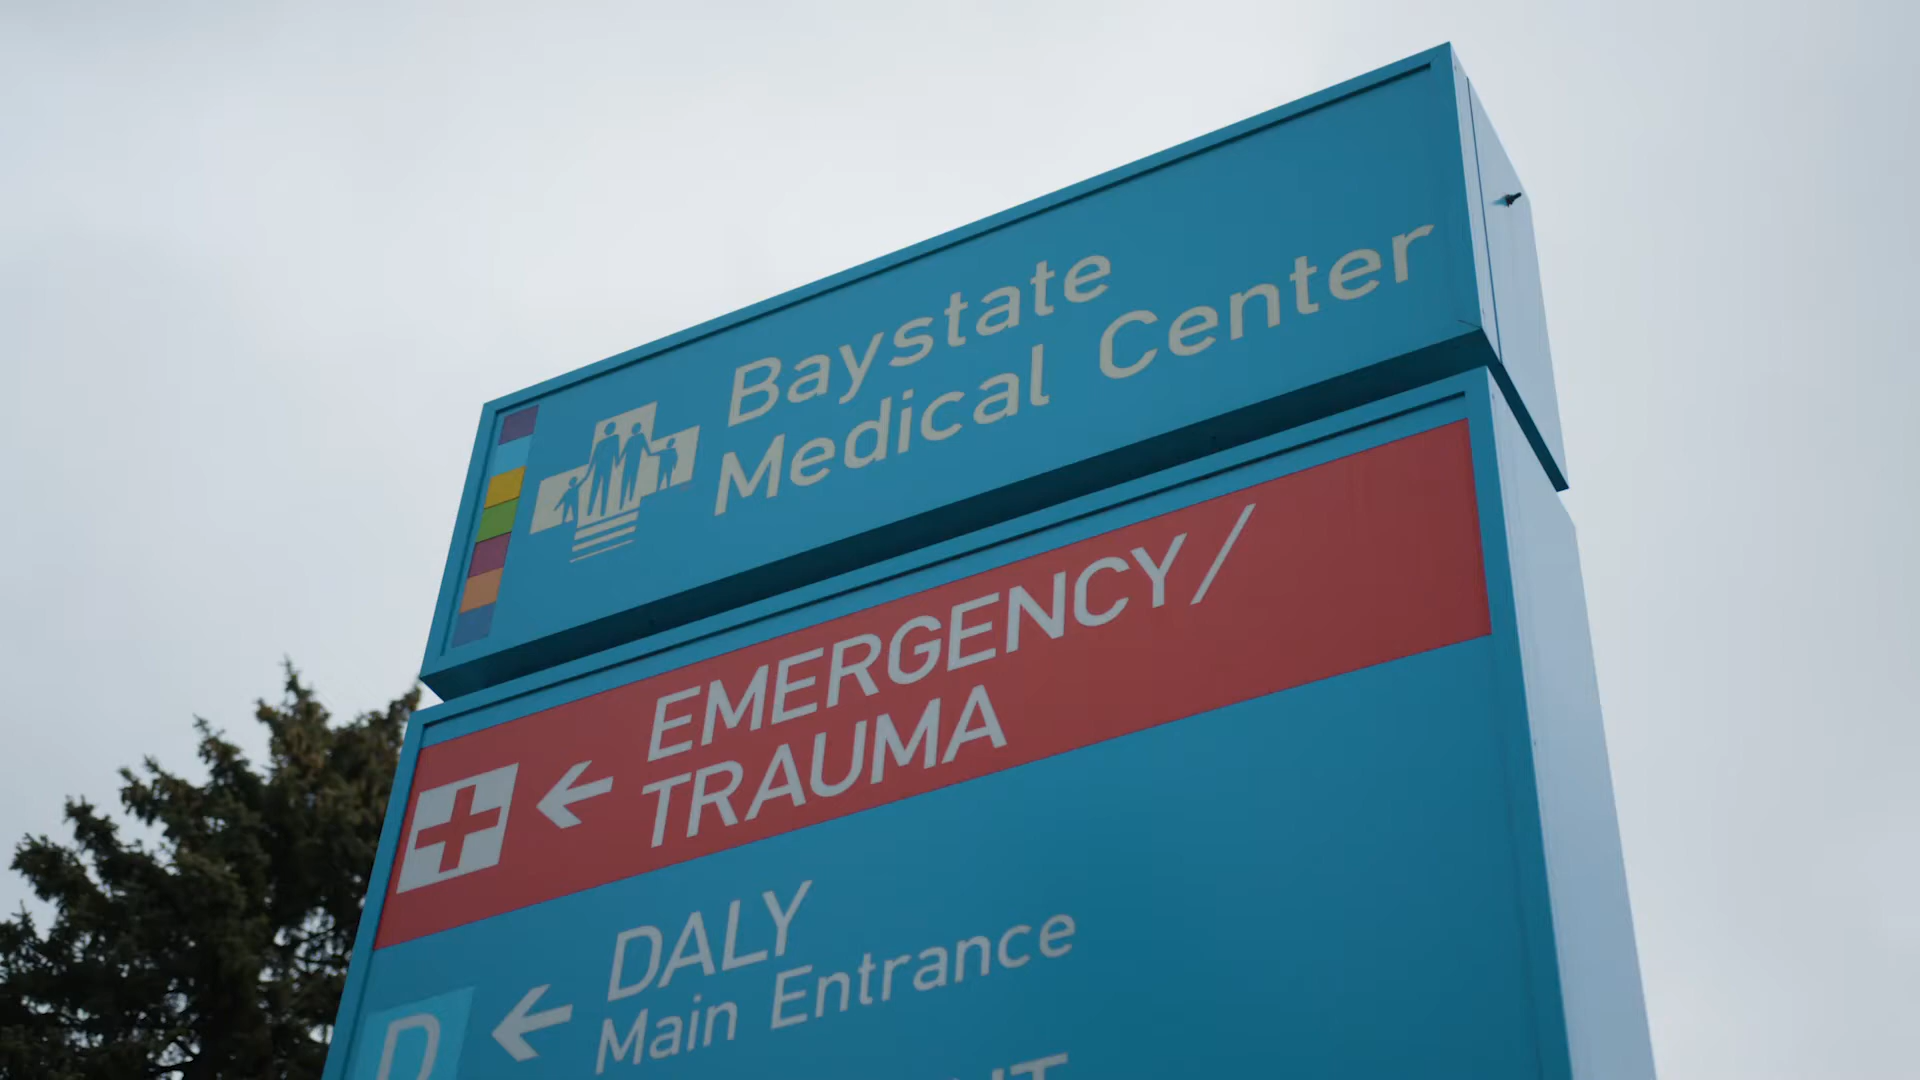 Baystate
Medical Center
EMERGENCY/
TRAUMA
DALY
D
Main Entrance